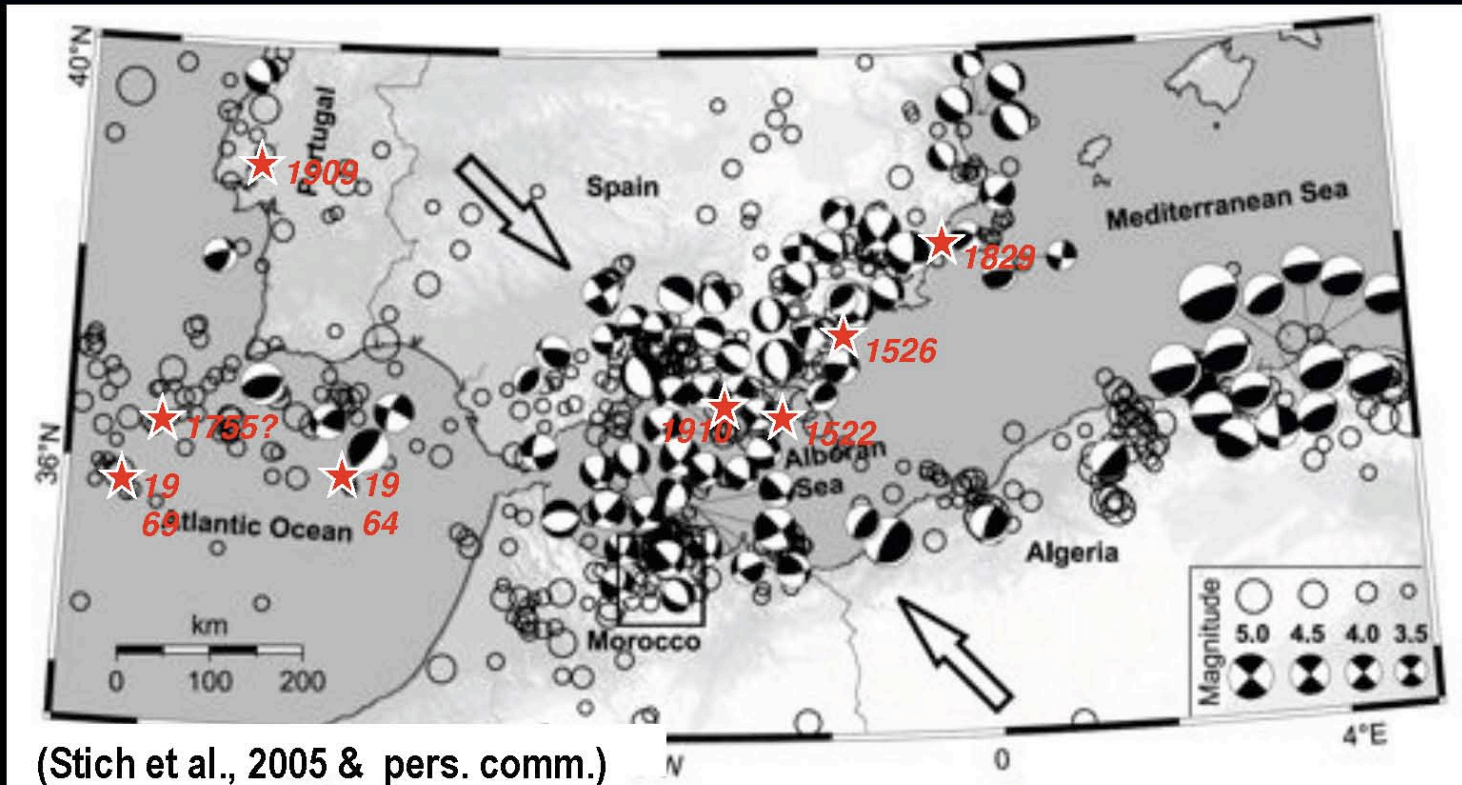 40°N
Portugal
1909
Spain
Mediterranean Sea
1829
1526
1755?
1910
1522
36°N
Alboran
Sea
19
69
19
64
Atlantic Ocean
Algeria
km
0 100 200
Morocco
Magnitude
5.0 4.5 4.0 3.5
0
4°E
(Stich et al., 2005 & pers. comm.)